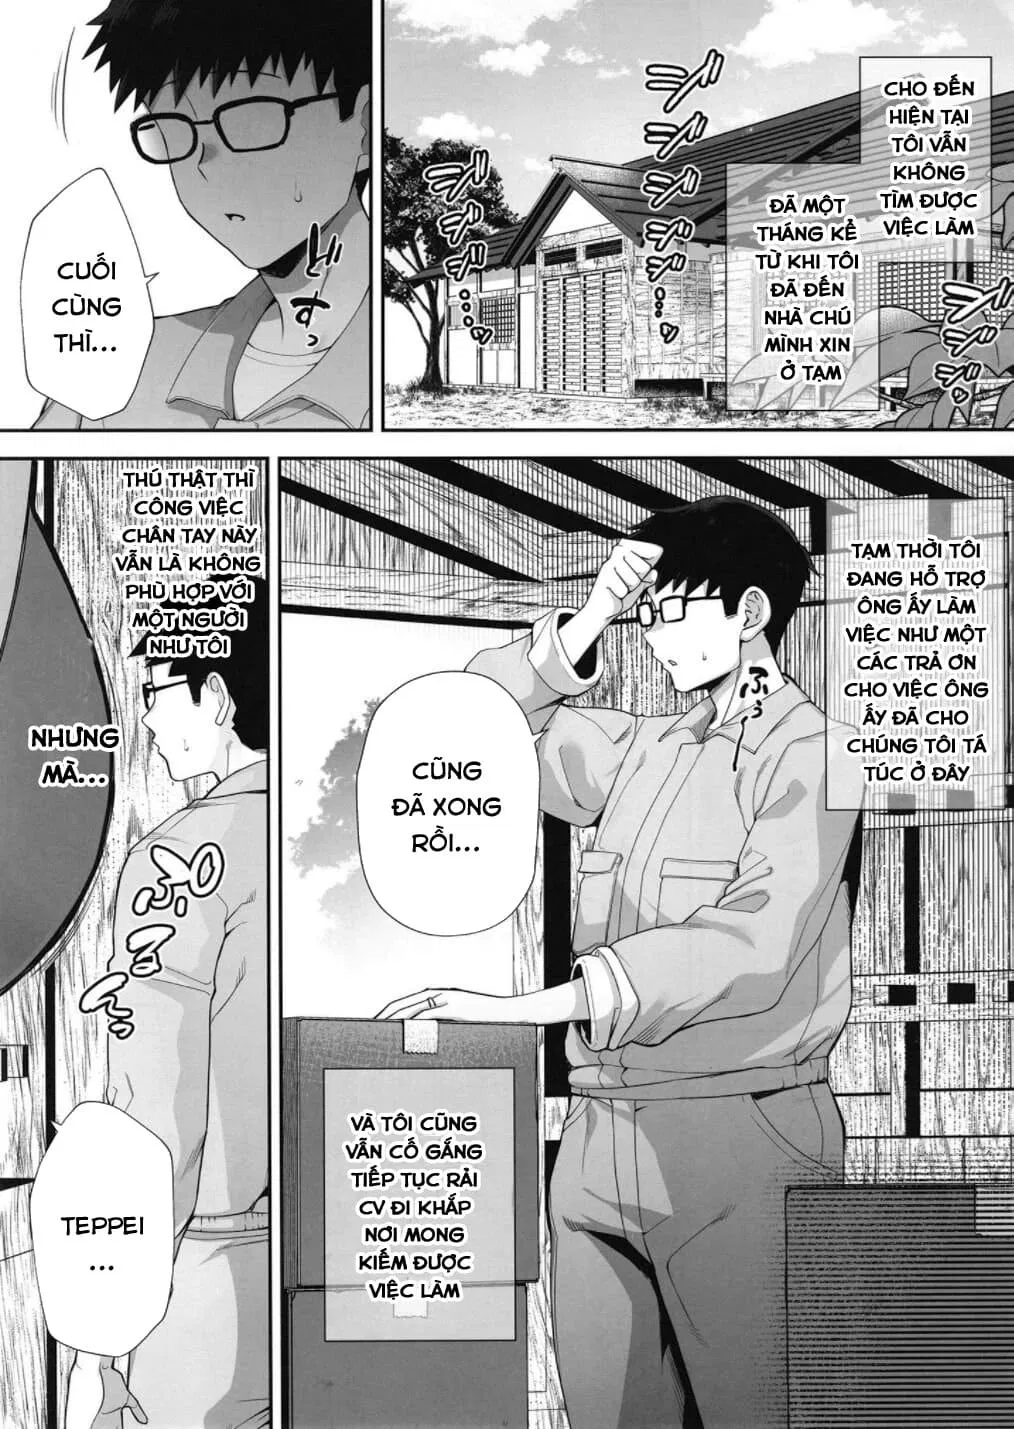 CHO ĐẾN
HIỆN TẠI
TÔI VẪN
KHÔNG
TÌM ĐƯỢC
VIỆC LÀM
ĐÃ MỘT
THÁNG KỂ
TỪ KHI TÔI
ĐÃ ĐẾN
NHÀ CHÚ
MÌNH XIN
Ở TẠM
CUỐI
CÙNG
THÌ...
TẠM THỜI TÔI
ĐANG HỖ TRỢ
ÔNG ẤY LÀM
VIỆC NHƯ MỘT
CÁC TRẢ ƠN
CHO VIỆC ÔNG
ẤY ĐÃ CHO
CHÚNG TÔI TÁ
TÚC Ở ĐÂY
ふぅ
CŨNG
ĐÃ XONG
RỒI...
VÀ TÔI CŨNG
VẪN CỐ GẮNG
TIẾP TỤC RẢI
CV ĐI KHẮP
NƠI MONG
KIẾM ĐƯỢC
VIỆC LÀM
THÚ THẬT THÌ
CÔNG VIỆC
CHÂN TAY NÀY
VẪN LÀ KHÔNG
PHÙ HỢP VỚI
MỘT NGƯỜI
NHƯ TÔI
NHƯNG
MÀ...
TEPPEI
...